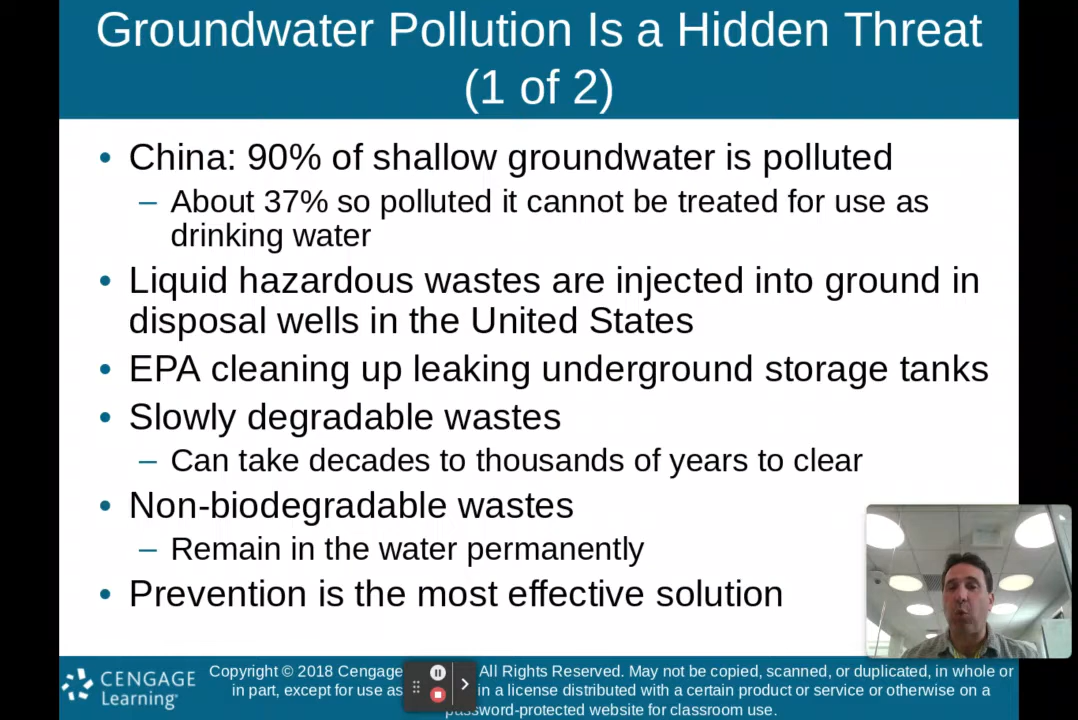 Groundwater Pollution Is a Hidden Threat
(1 of 2)
• China: 90% of shallow groundwater is polluted
– About 37% so polluted it cannot be treated for use as
drinking water
• Liquid hazardous wastes are injected into ground in
disposal wells in the United States
• EPA cleaning up leaking underground storage tanks
• Slowly degradable wastes
– Can take decades to thousands of years to clear
• Non-biodegradable wastes
– Remain in the water permanently
• Prevention is the most effective solution
CENGAGE
Learning
Copyright © 2018 Cengage All Rights Reserved. May not be copied, scanned, or duplicated, in whole or
in part, except for use as in a license distributed with a certain product or service or otherwise on a
password-protected website for classroom use.